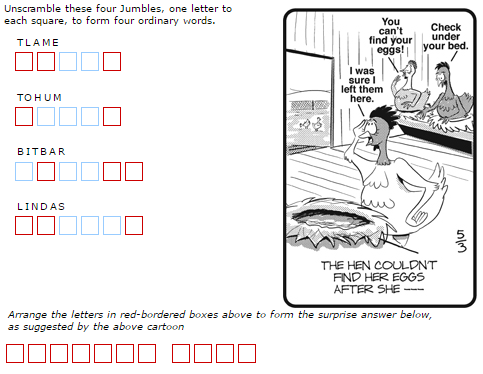 Unscramble these four Jumbles, one letter to
each square, to form four ordinary words.
TLAME
TOHUM
BITBAR
LINDAS
You
can't
find your
eggs!
Check
under
your bed.
I was
sure I
left them
here.
5/3
THE HEN COULDN'T
FIND HER EGGS
AFTER SHE ----
Arrange the letters in red-bordered boxes above to form the surprise answer below,
as suggested by the above cartoon